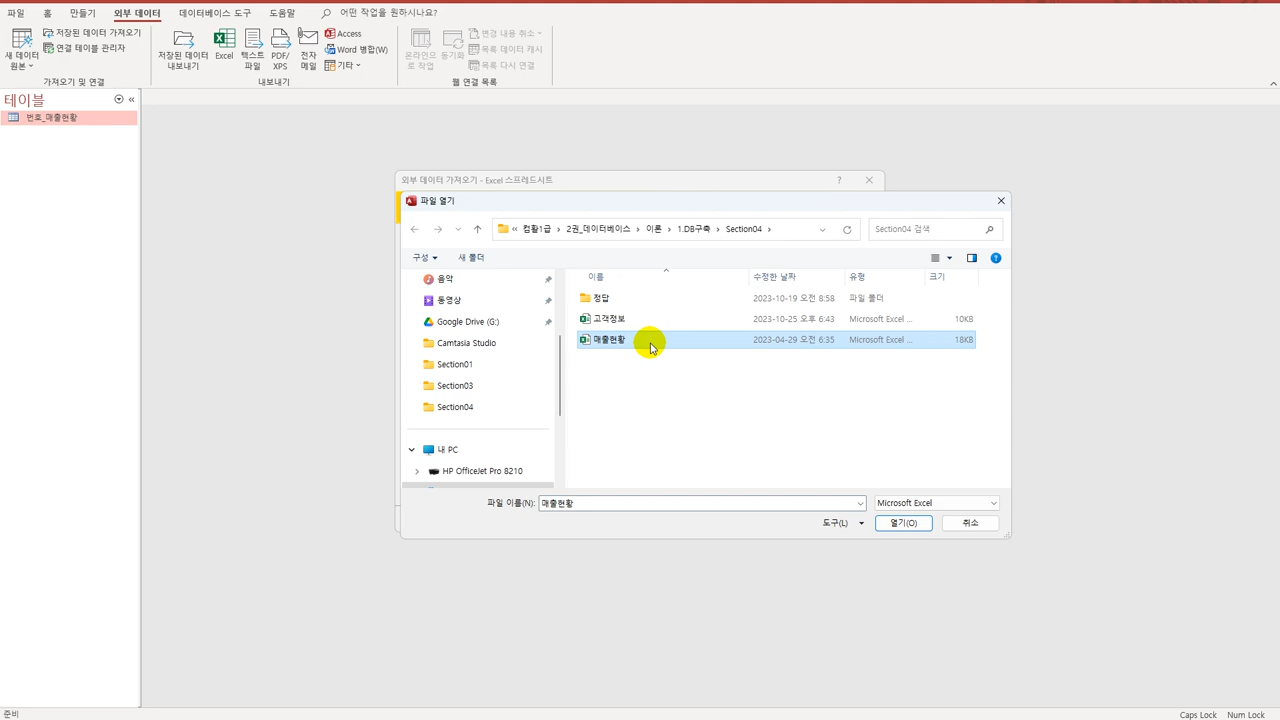 파일 홈 만들기 외부 데이터 데이터베이스 도구 도움말 어떤 작업을 원하시나요?
새 데이터 원본
저장된 데이터 가져오기
연결 테이블 관리자
가져오기 및 연결
저장된 데이터 내보내기
Excel
텍스트 파일
PDF/XPS
전자 메일
Access
Word 병합(W)
기타
내보내기
온라인으로 작업
동기화
변경 내용 취소
목록 데이터 캐시
목록 다시 연결
웹 연결 목록
테이블
번호_매출현황
외부 데이터 가져오기 - Excel 스프레드시트 ?
파일 열기
« 컴활1급 > 2권_데이터베이스 > 이론 > 1.DB구축 > Section04 >
Section04 검색
구성 새 폴더
음악
동영상
Google Drive (G:)
Camtasia Studio
Section01
Section03
Section04
내 PC
HP OfficeJet Pro 8210
이름 수정한 날짜 유형 크기
정답 2023-10-19 오전 8:58 파일 폴더
고객정보 2023-10-25 오후 6:43 Microsoft Excel ... 10KB
매출현황 2023-04-29 오전 6:35 Microsoft Excel ... 18KB
파일 이름(N): 매출현황 Microsoft Excel
도구(L) 열기(O) 취소
준비 Caps Lock Num Lock